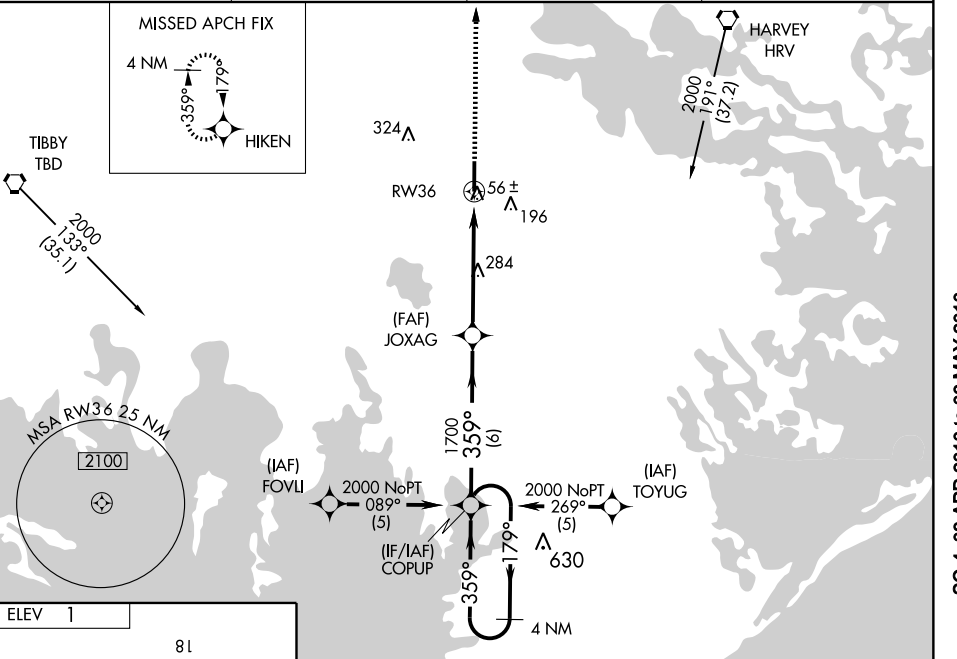 MISSED APCH FIX
4 NM
359°
179°
HIKEN
HARVEY
HRV
2000
191°
(37.2)
TIBBY
TBD
2000
133°
(35.1)
324
RW36
56 ±
196
284
(FAF)
JOXAG
1700
359°
(6)
MSA RW36 25 NM
2100
(IAF)
FOVLI
2000 NoPT
089°
(5)
(IF/IAF)
COPUP
2000 NoPT
269°
(5)
(IAF)
TOYUG
630
359°
179°
4 NM
ELEV 1
18